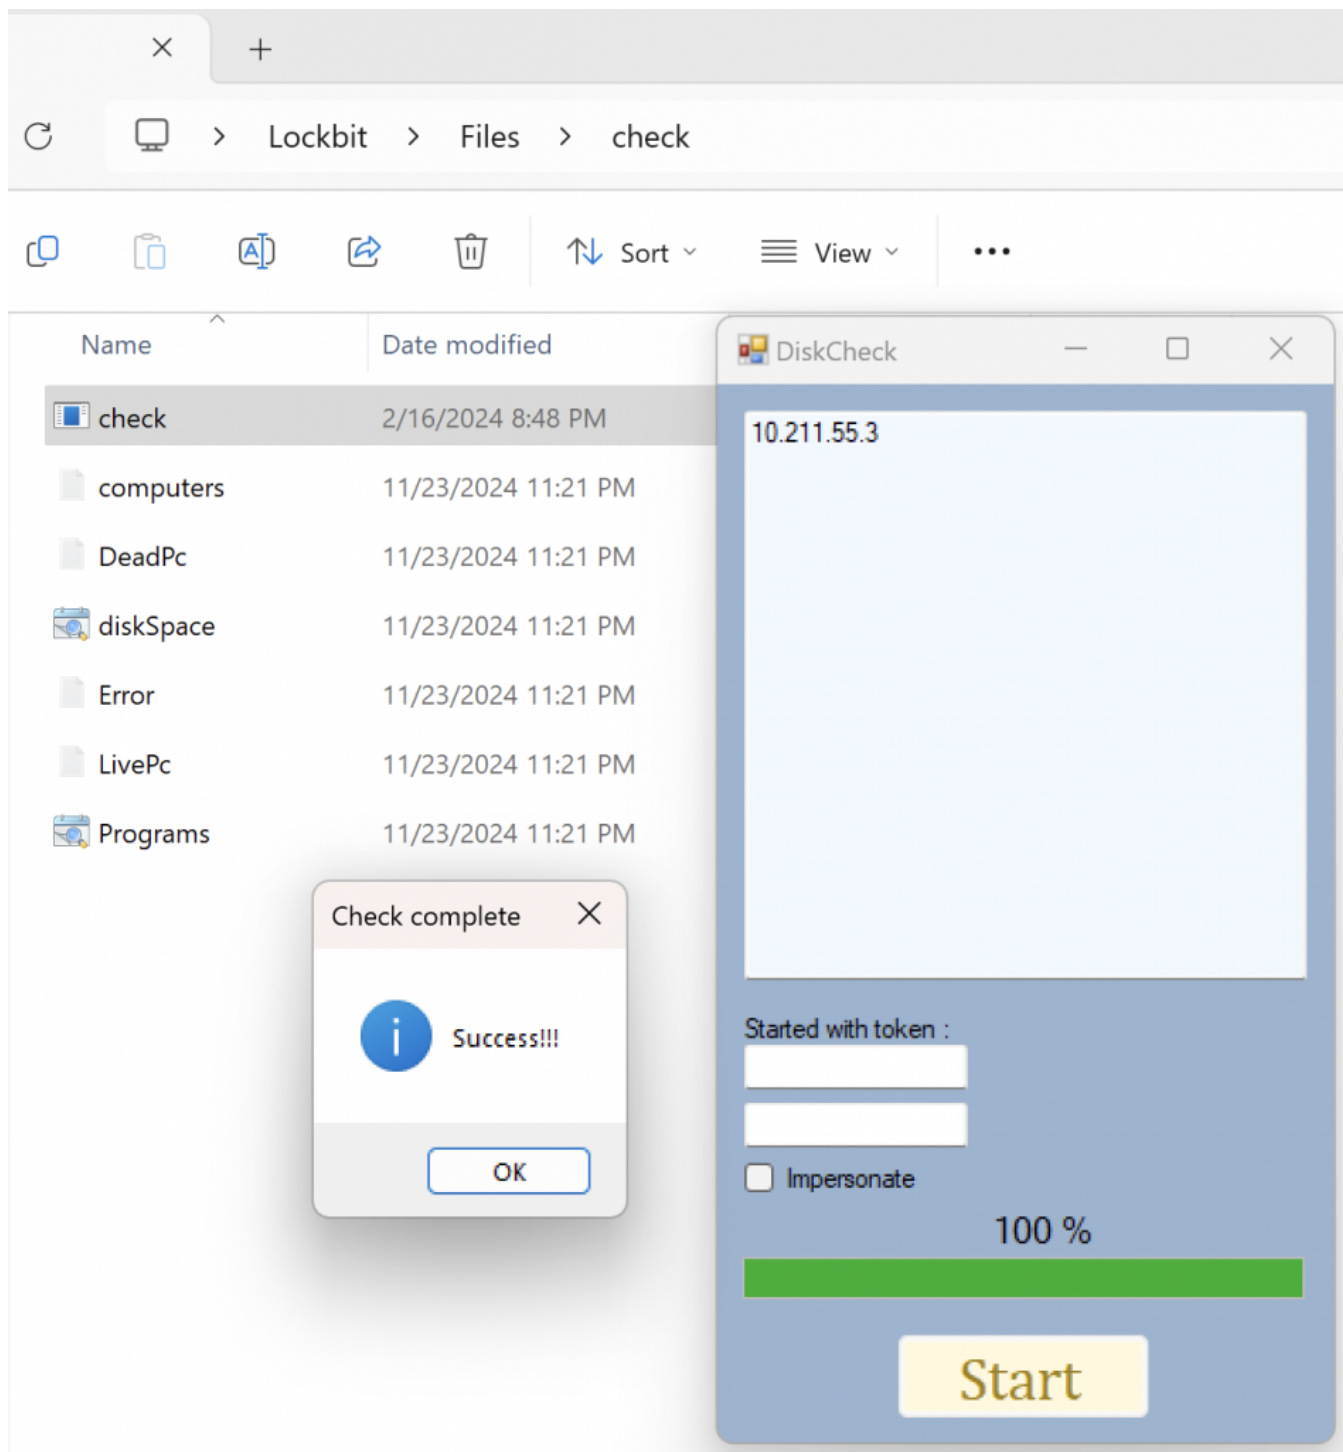 Lockbit > Files > check
Sort
View
Name
Date modified
check
2/16/2024 8:48 PM
computers
11/23/2024 11:21 PM
DeadPc
11/23/2024 11:21 PM
diskSpace
11/23/2024 11:21 PM
Error
11/23/2024 11:21 PM
LivePc
11/23/2024 11:21 PM
Programs
11/23/2024 11:21 PM
Check complete
Success!!!
OK
DiskCheck
10.211.55.3
Started with token :
Impersonate
100 %
Start